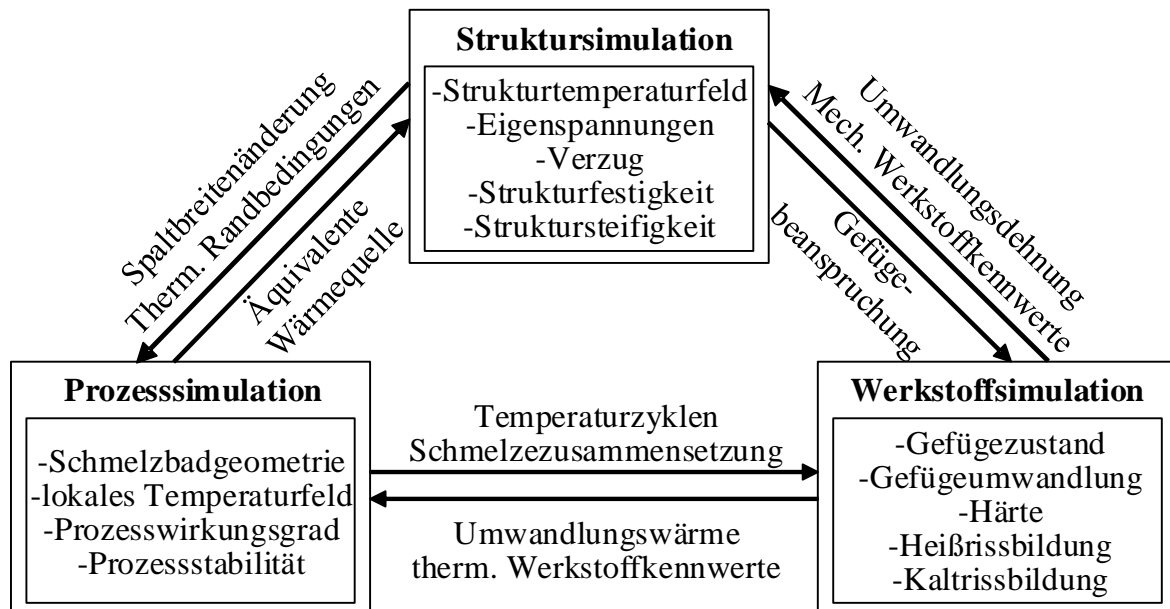 Struktursimulation
-Strukturtemperaturfeld
-Eigenspannungen
-Verzug
-Strukturfestigkeit
-Struktursteifigkeit
Spaltbreitenänderung
Therm. Randbedingungen
Äquivalente
Wärmequelle
Umwandlungsdehnung
Mech. Werkstoffkennwerte
Gefüge-
beanspruchung
Prozesssimulation
-Schmelzbadgeometrie
-lokales Temperaturfeld
-Prozesswirkungsgrad
-Prozessstabilität
Temperaturzyklen
Schmelzezusammensetzung
Umwandlungswärme
therm. Werkstoffkennwerte
Werkstoffsimulation
-Gefügezustand
-Gefügeumwandlung
-Härte
-Heißrissbildung
-Kaltrissbildung